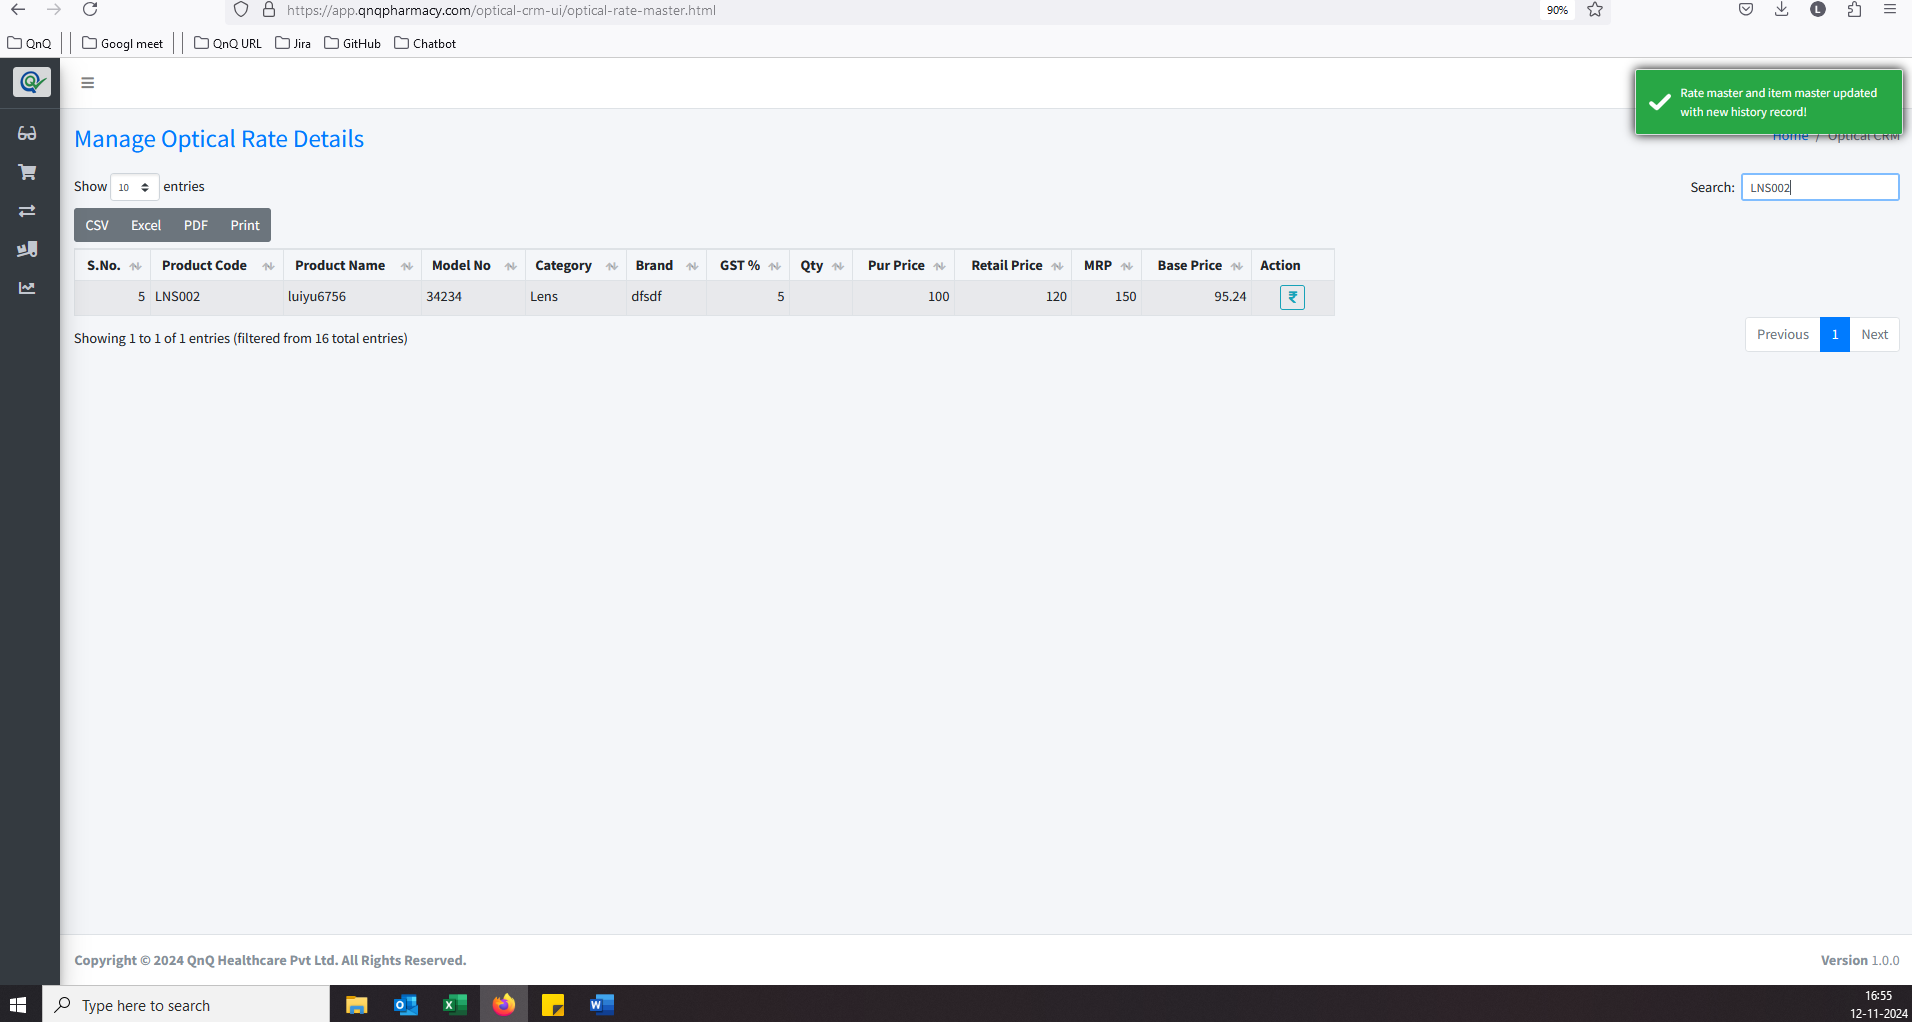 https://app.qnqpharmacy.com/optical-crm-ui/optical-rate-master.html
90%
L
QnQ
Googl meet
QnQ URL
Jira
GitHub
Chatbot
Rate master and item master updated
with new history record!
Manage Optical Rate Details
Home / Optical CRM
Show 10 entries
Search: LNS002
CSV Excel PDF Print
S.No. Product Code Product Name Model No Category Brand GST % Qty Pur Price Retail Price MRP Base Price Action
5 LNS002 luiyu6756 34234 Lens dfsdf 5 100 120 150 95.24 ₹
Showing 1 to 1 of 1 entries (filtered from 16 total entries)
Previous 1 Next
Copyright © 2024 QnQ Healthcare Pvt Ltd. All Rights Reserved.
Version 1.0.0
Type here to search
16:55
12-11-2024